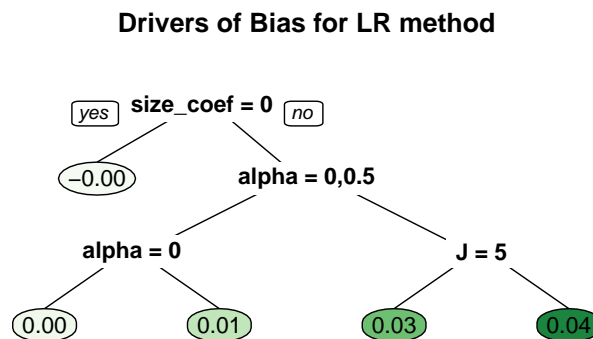 Drivers of Bias for LR method
yes size_coef = 0 no
−0.00 alpha = 0,0.5
alpha = 0 J = 5
0.00 0.01 0.03 0.04